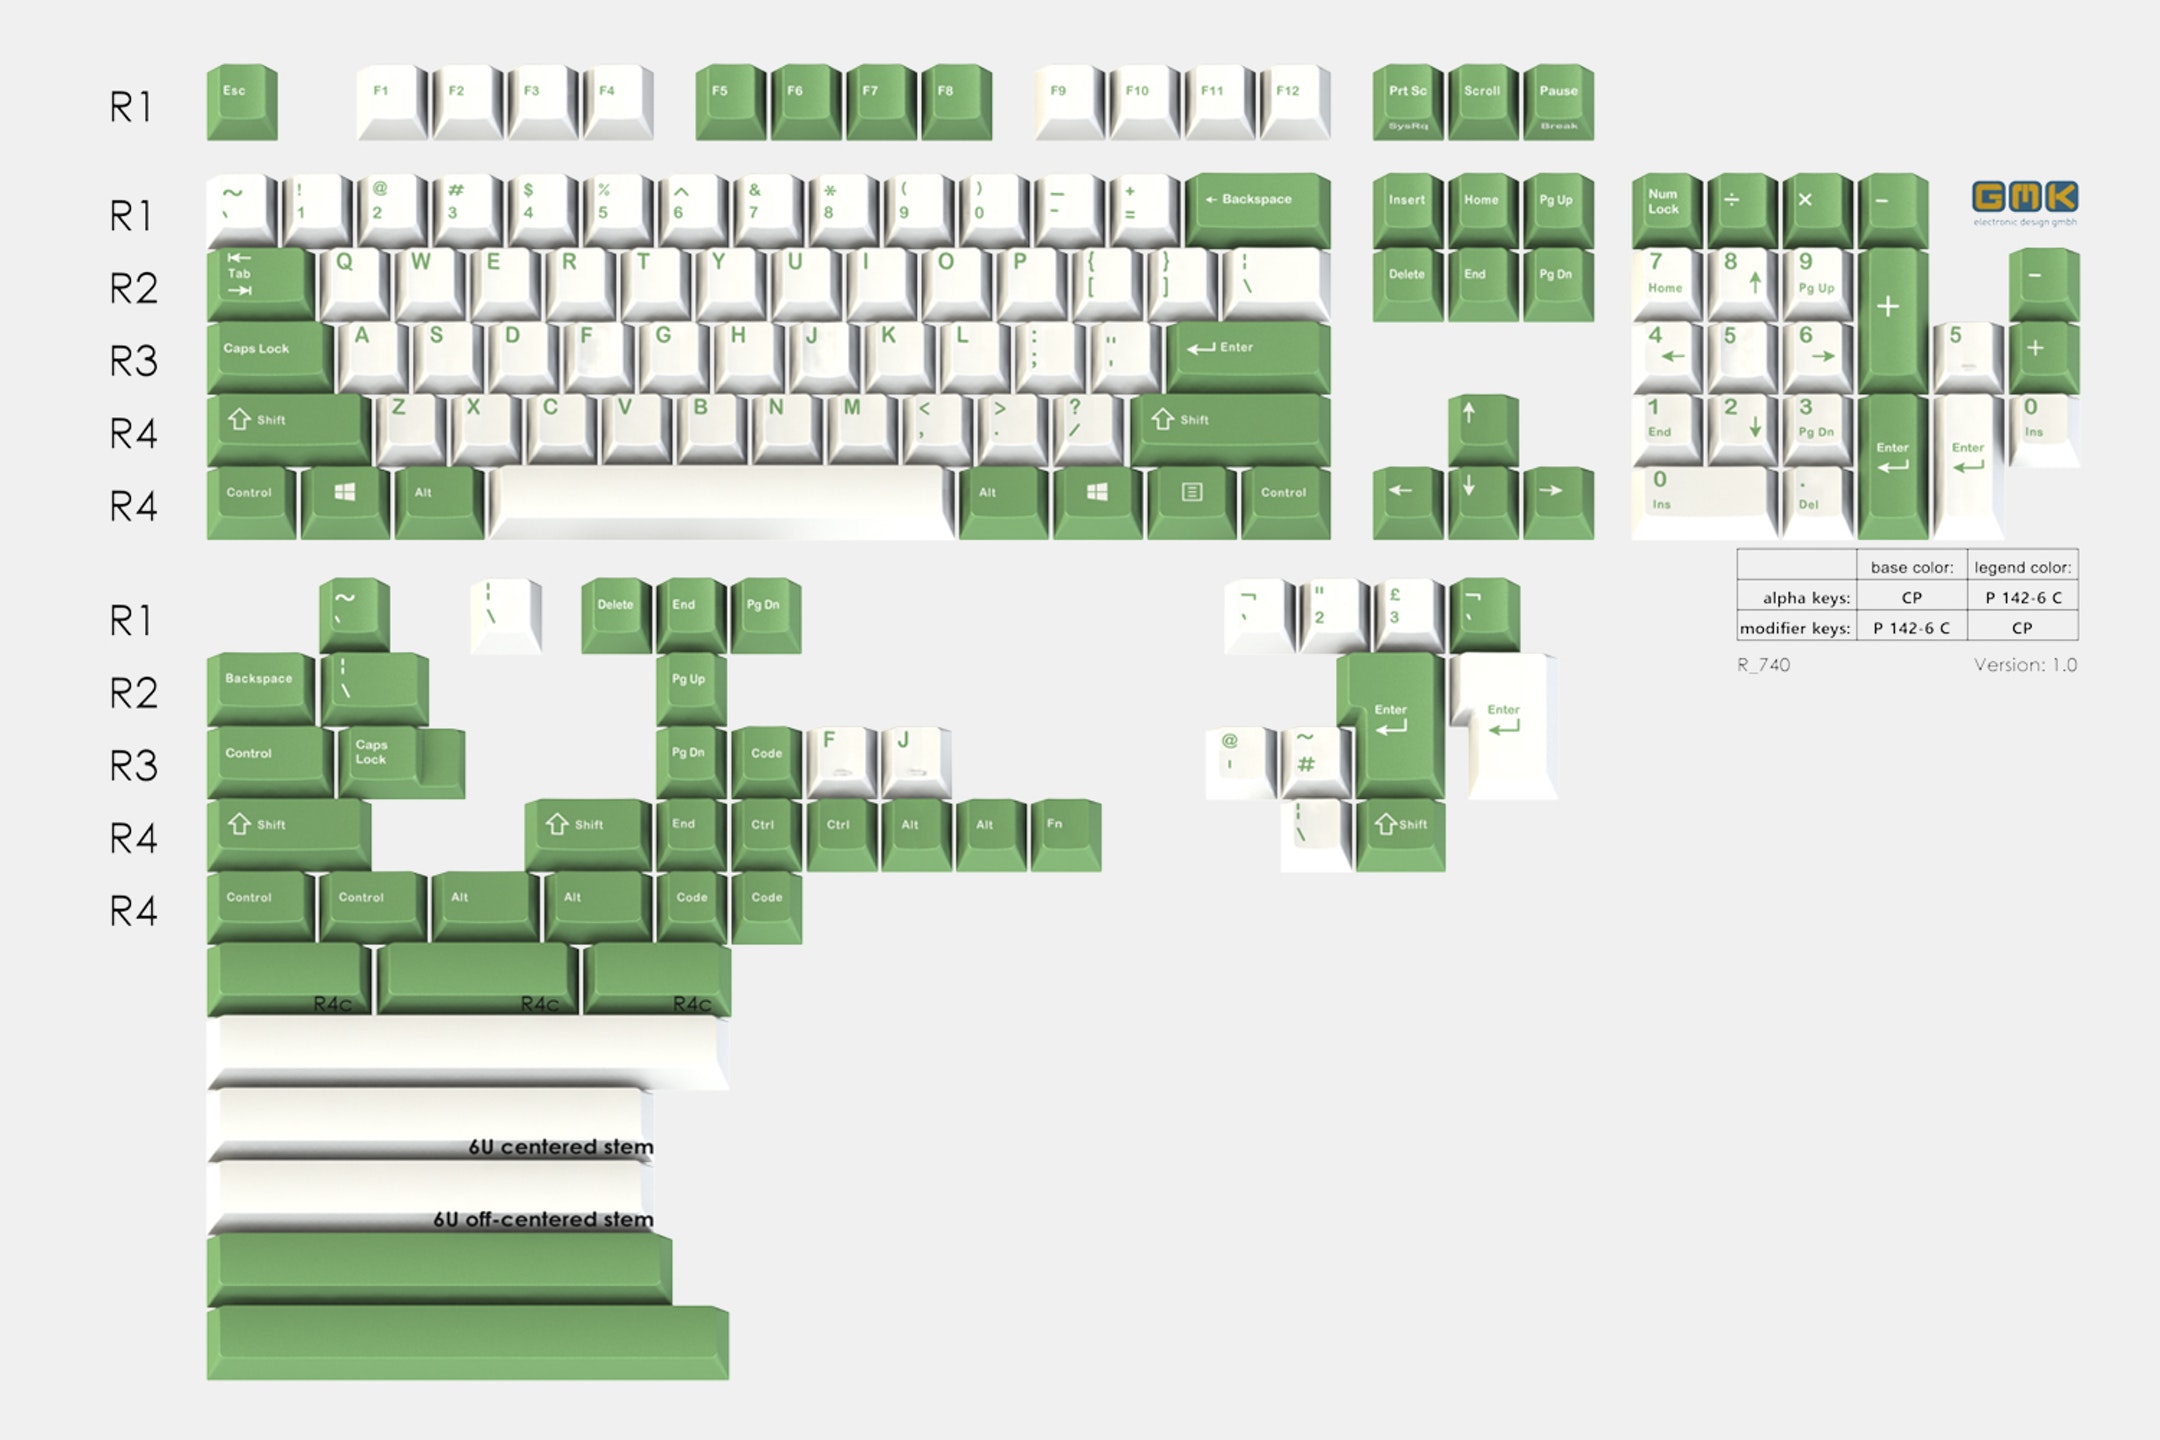 R1 Esc F1 F2 F3 F4 F5 F6 F7 F8 F9 F10 F11 F12 Prt Sc Scroll Pause
SysRq Break
R1 ~ ! @ # $ % ^ & * ( ) — + ← Backspace Insert Home Pg Up Num Lock ÷ × −
` 1 2 3 4 5 6 7 8 9 0 - =
GMK
electronic design gmbh
R2 Tab Q W E R T Y U I O P { } ¦ Delete End Pg Dn 7 8 9 + −
[ ] \ Home ↑ Pg Up
R3 Caps Lock A S D F G H J K L : " Enter 4 5 6 5 +
; ' ← →
R4 Shift Z X C V B N M < > ? Shift ↑ 1 2 3 Enter Enter 0
, . / End ↓ Pg Dn Ins
R4 Control Alt Alt Control ← ↓ → 0 .
Ins Del
base color: legend color:
alpha keys: CP P 142-6 C
modifier keys: P 142-6 C CP
R_740 Version: 1.0
R1 ~ ¦ Delete End Pg Dn ¬ " £ ¬
` \ ` 2 3 `
R2 Backspace ¦ Pg Up Enter Enter
\
R3 Control Caps Lock Pg Dn Code F J @ ~
' #
R4 Shift Shift End Ctrl Ctrl Alt Alt Fn ¦ Shift
\
R4 Control Control Alt Alt Code Code
R4c R4c R4c
6U centered stem
6U off-centered stem